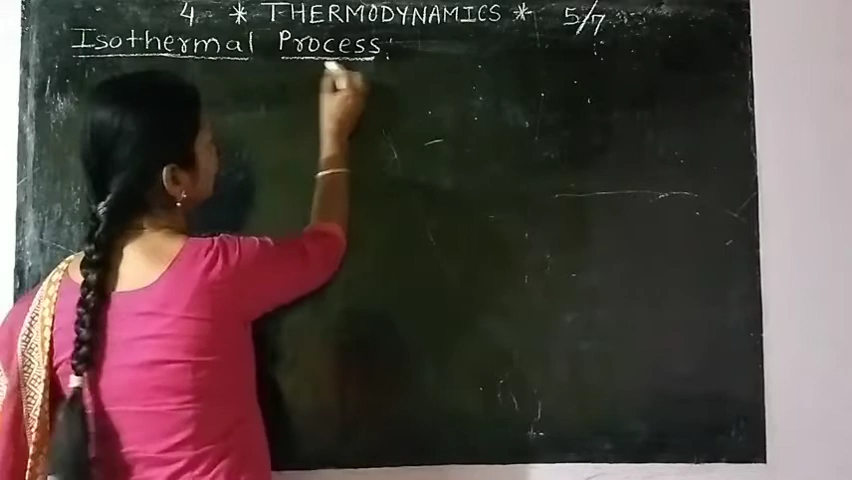 4 * THERMODYNAMICS * 5/7
Isothermal Process: